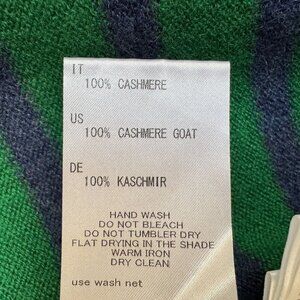 IT
100% CASHMERE
US
100% CASHMERE GOAT
DE
100% KASCHMIR
HAND WASH
DO NOT BLEACH
DO NOT TUMBLER DRY
FLAT DRYING IN THE SHADE
WARM IRON
DRY CLEAN
use wash net